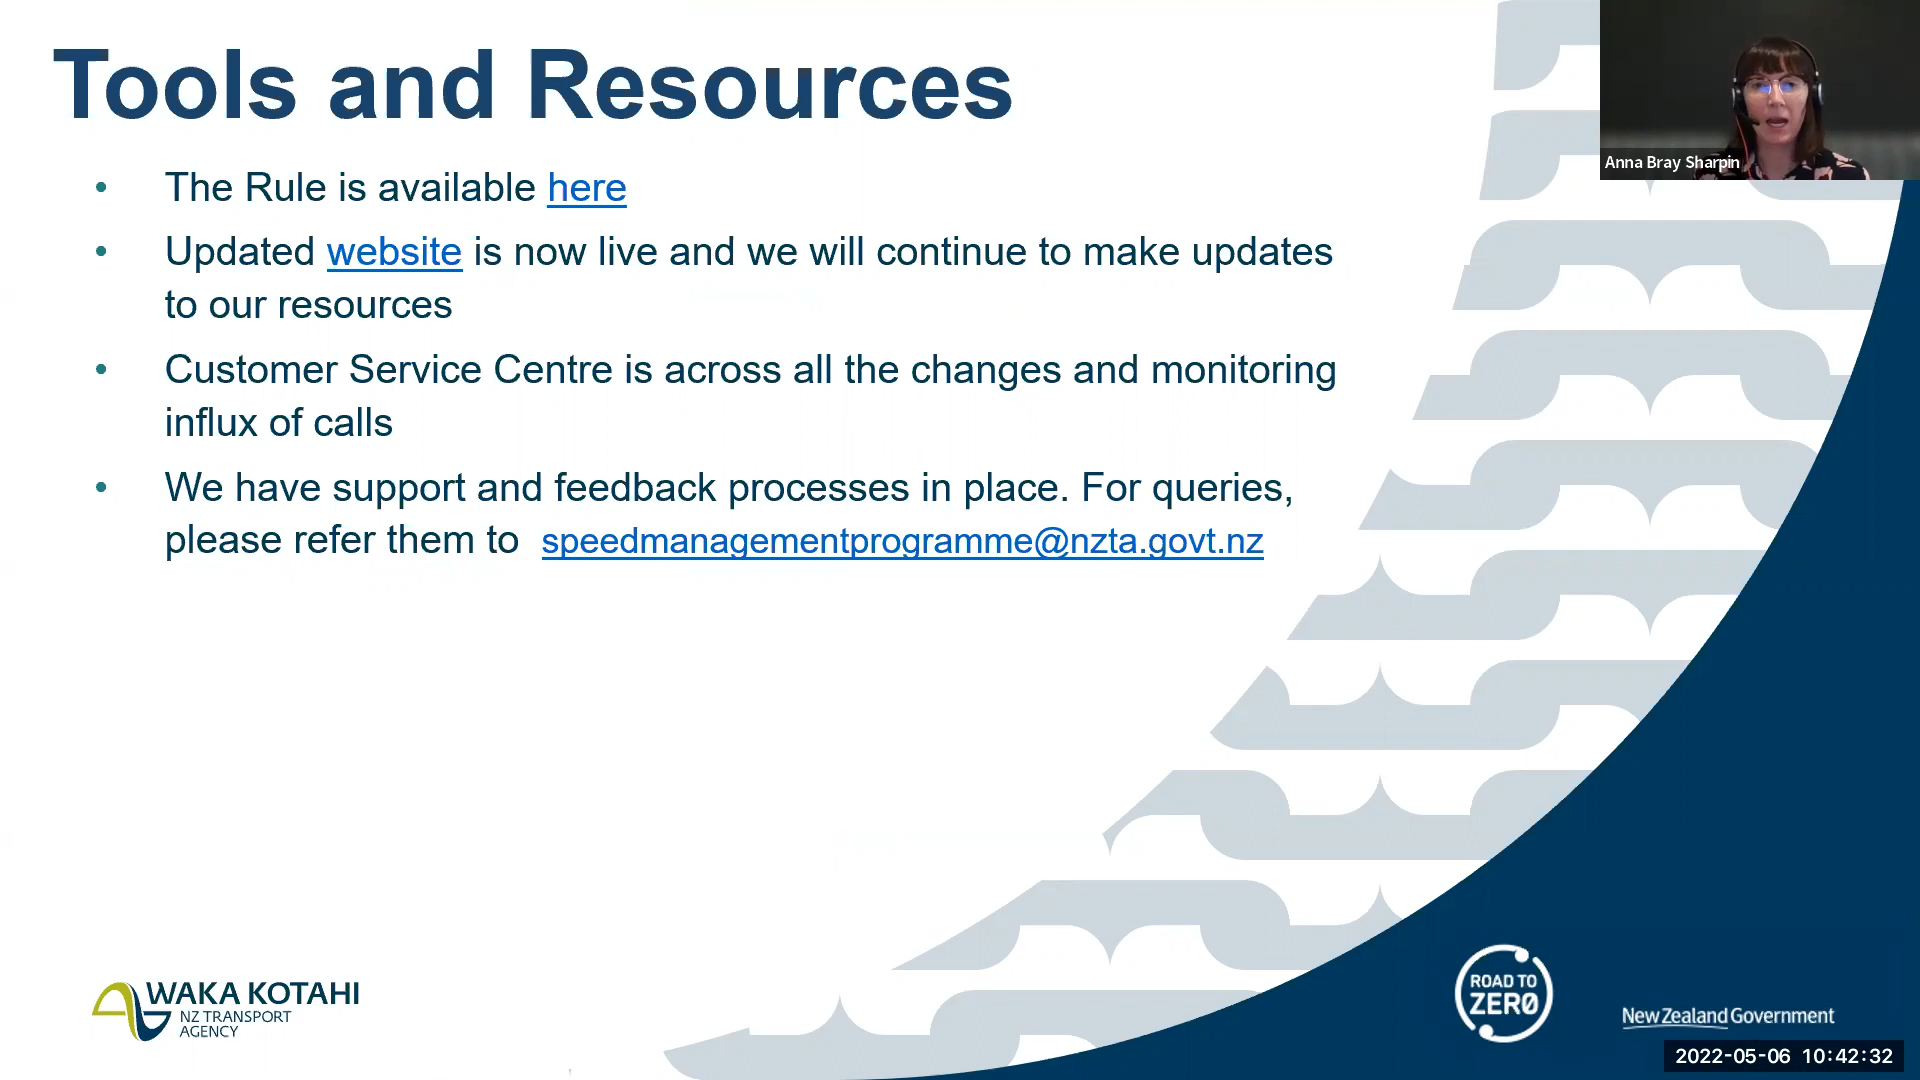 Tools and Resources
Anna Bray Sharpin
• The Rule is available here
• Updated website is now live and we will continue to make updates
to our resources
• Customer Service Centre is across all the changes and monitoring
influx of calls
• We have support and feedback processes in place. For queries,
please refer them to speedmanagementprogramme@nzta.govt.nz
WAKA KOTAHI
NZ TRANSPORT
AGENCY
ROAD TO
ZERØ
New Zealand Government
2022-05-06 10:42:32